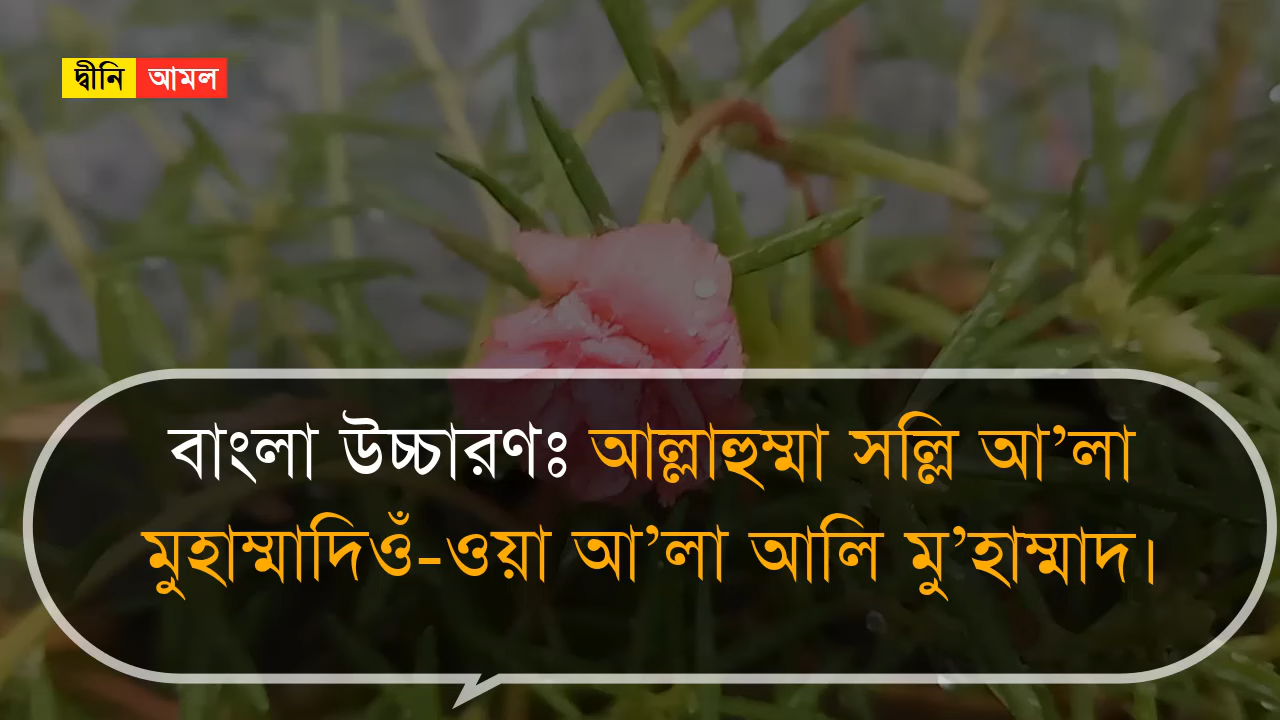 দ্বীনি আমল
বাংলা উচ্চারণঃ আল্লাহুম্মা সল্লি আ’লা
মুহাম্মাদিওঁ-ওয়া আ’লা আলি মু’হাম্মাদ।